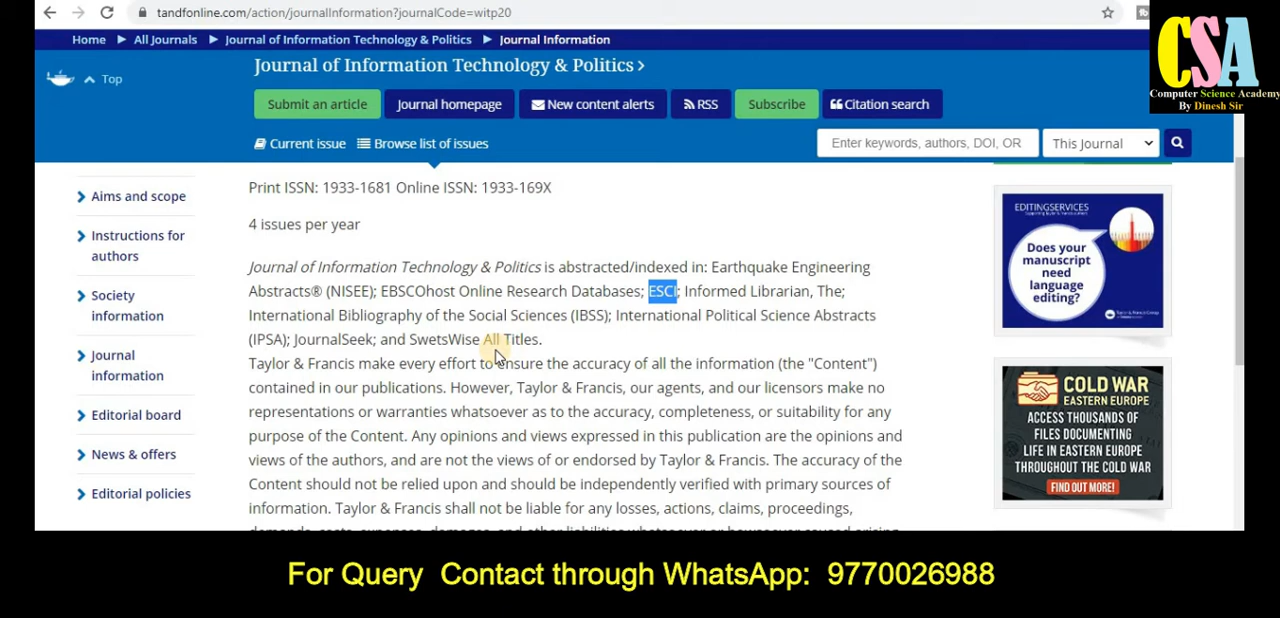 tandfonline.com/action/journalInformation?journalCode=witp20
CSA
Computer Science Academy
By Dinesh Sir
Home ▶ All Journals ▶ Journal of Information Technology & Politics ▶ Journal Information
Top
Journal of Information Technology & Politics >
Submit an article
Journal homepage
New content alerts
RSS
Subscribe
Citation search
Current issue
Browse list of issues
Enter keywords, authors, DOI, OR
This Journal
Aims and scope
Instructions for
authors
Society
information
Journal
information
Editorial board
News & offers
Editorial policies
Print ISSN: 1933-1681 Online ISSN: 1933-169X
4 issues per year
Journal of Information Technology & Politics is abstracted/indexed in: Earthquake Engineering
Abstracts® (NISEE); EBSCOhost Online Research Databases; ESCI; Informed Librarian, The;
International Bibliography of the Social Sciences (IBSS); International Political Science Abstracts
(IPSA); JournalSeek; and SwetsWise All Titles.
Taylor & Francis make every effort to ensure the accuracy of all the information (the "Content")
contained in our publications. However, Taylor & Francis, our agents, and our licensors make no
representations or warranties whatsoever as to the accuracy, completeness, or suitability for any
purpose of the Content. Any opinions and views expressed in this publication are the opinions and
views of the authors, and are not the views of or endorsed by Taylor & Francis. The accuracy of the
Content should not be relied upon and should be independently verified with primary sources of
information. Taylor & Francis shall not be liable for any losses, actions, claims, proceedings,
demands, costs, expenses, damages, and other liabilities whatsoever or howsoever caused arising
EDITINGSERVICES
Does your
manuscript
need
language
editing?
COLD WAR
EASTERN EUROPE
ACCESS THOUSANDS OF
FILES DOCUMENTING
LIFE IN EASTERN EUROPE
THROUGHOUT THE COLD WAR
FIND OUT MORE!
For Query Contact through WhatsApp: 9770026988